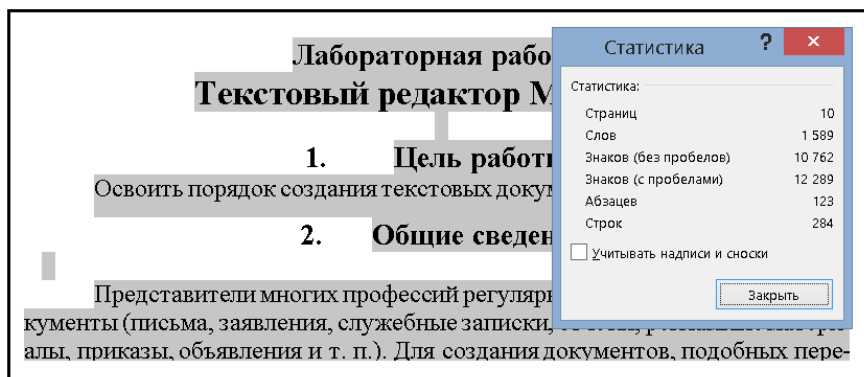 Лабораторная рабо
Текстовый редактор М
1. Цель работы
Освоить порядок создания текстовых докум
2. Общие сведен
Представители многих профессий регулярн
кументы (письма, заявления, служебные записки,
алы, приказы, объявления и т. п.). Для создания документов, подобных пере-
Статистика ? ×
Статистика:
Страниц 10
Слов 1 589
Знаков (без пробелов) 10 762
Знаков (с пробелами) 12 289
Абзацев 123
Строк 284
Учитывать надписи и сноски
Закрыть